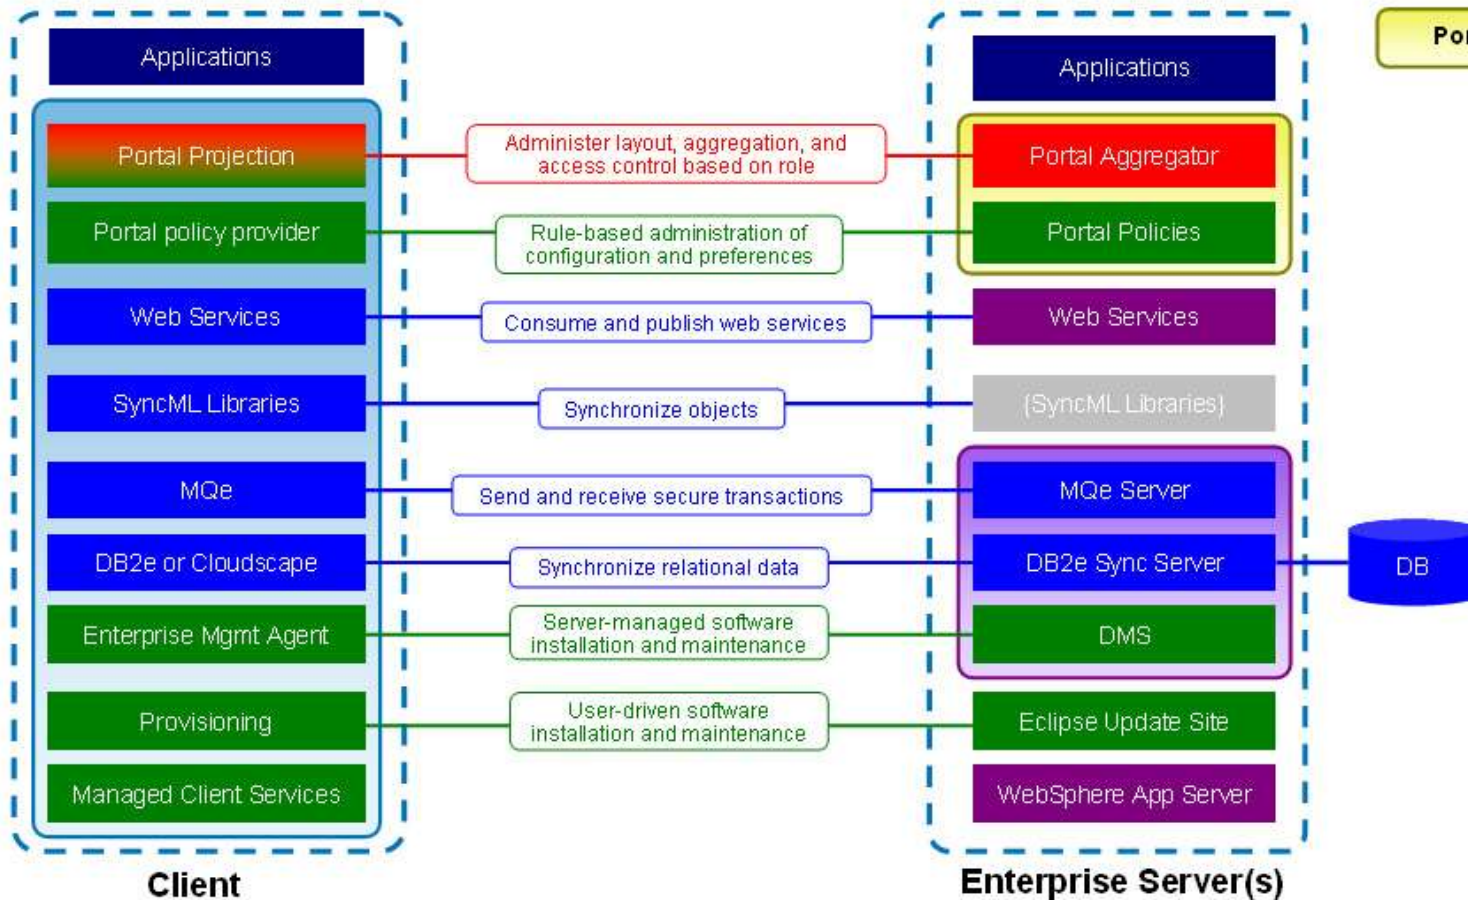 Applications
Portal Projection
Portal policy provider
Web Services
SyncML Libraries
MQe
DB2e or Cloudscape
Enterprise Mgmt Agent
Provisioning
Managed Client Services
Client
Administer layout, aggregation, and
access control based on role
Rule-based administration of
configuration and preferences
Consume and publish web services
Synchronize objects
Send and receive secure transactions
Synchronize relational data
Server-managed software
installation and maintenance
User-driven software
installation and maintenance
Applications
Portal Aggregator
Portal Policies
Web Services
(SyncML Libraries)
MQe Server
DB2e Sync Server
DMS
Eclipse Update Site
WebSphere App Server
Enterprise Server(s)
DB